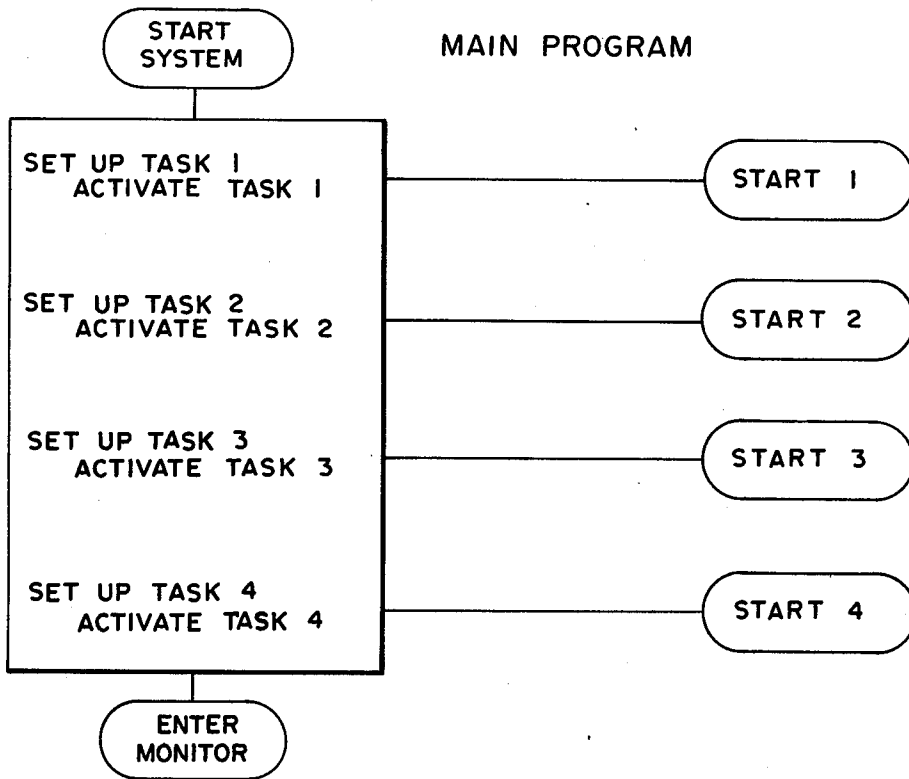 START
SYSTEM
MAIN PROGRAM
SET UP TASK 1
ACTIVATE TASK 1
START 1
SET UP TASK 2
ACTIVATE TASK 2
START 2
SET UP TASK 3
ACTIVATE TASK 3
START 3
SET UP TASK 4
ACTIVATE TASK 4
START 4
ENTER
MONITOR